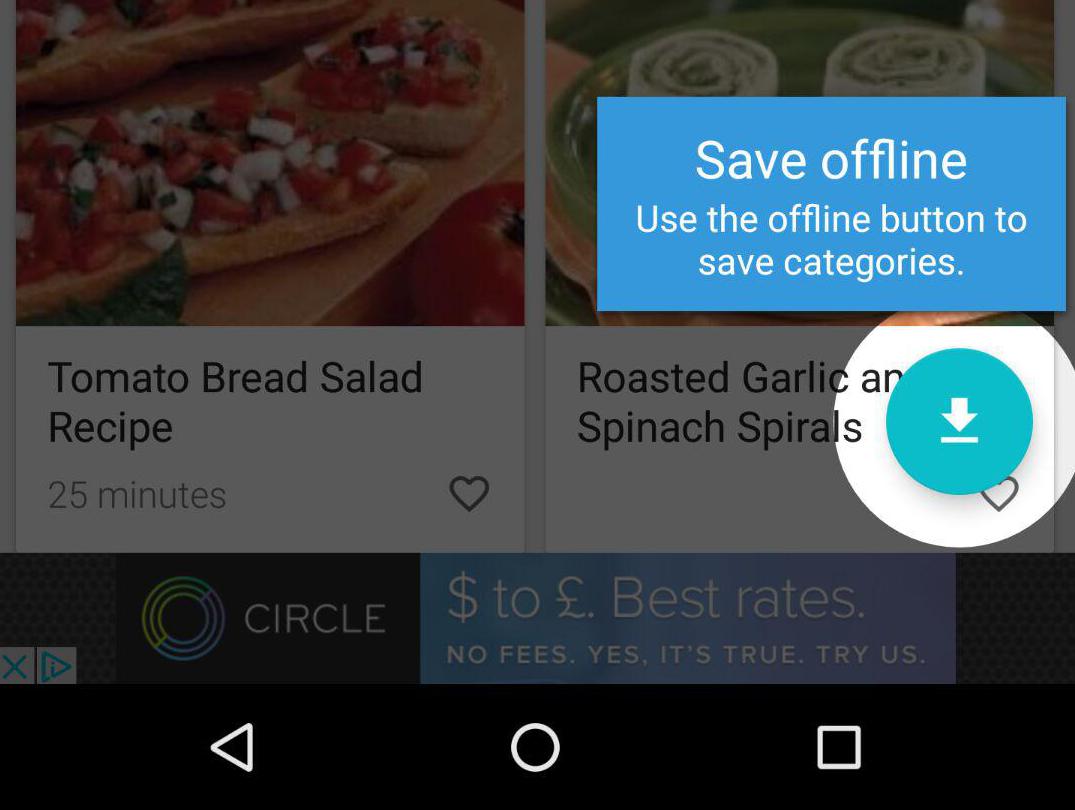 Save offline
Use the offline button to
save categories.
Tomato Bread Salad
Recipe
25 minutes
Roasted Garlic an
Spinach Spirals
CIRCLE
$ to £. Best rates.
NO FEES. YES, IT'S TRUE. TRY US.